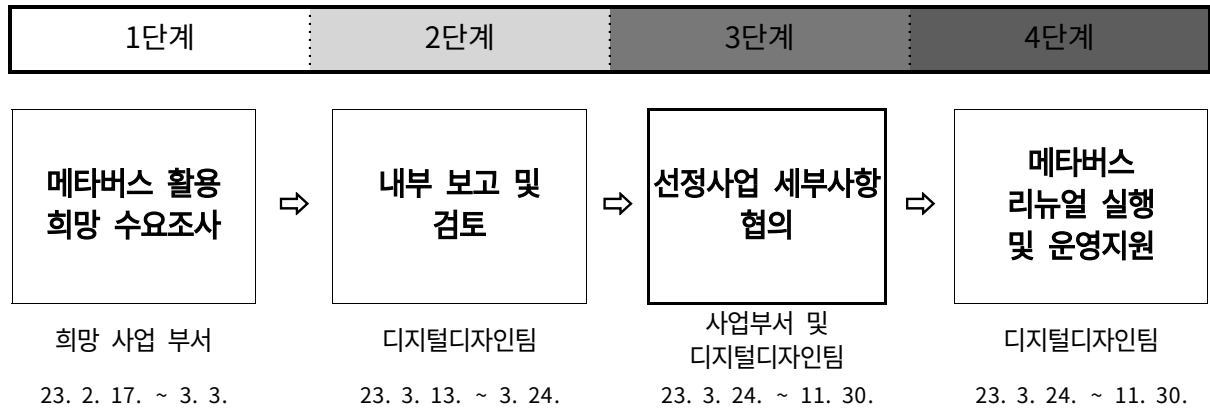 1단계 2단계 3단계 4단계
메타버스 활용
희망 수요조사
⇨
내부 보고 및
검토
⇨
선정사업 세부사항
협의
⇨
메타버스
리뉴얼 실행
및 운영지원
희망 사업 부서
디지털디자인팀
사업부서 및
디지털디자인팀
디지털디자인팀
23. 2. 17. ~ 3. 3.
23. 3. 13. ~ 3. 24.
23. 3. 24. ~ 11. 30.
23. 3. 24. ~ 11. 30.